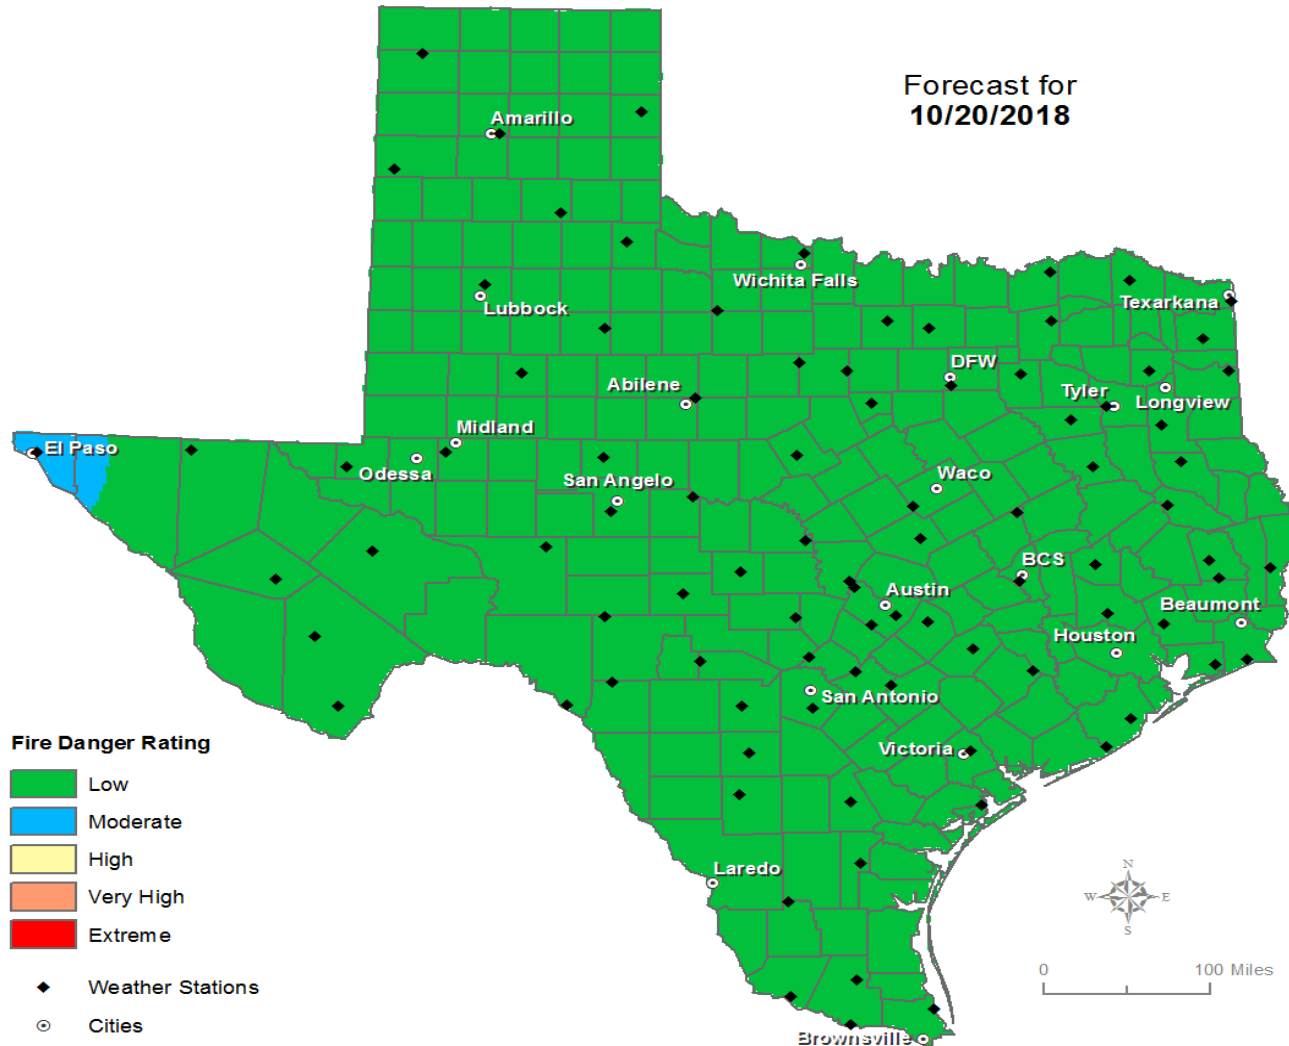 Forecast for
10/20/2018
Amarillo
Wichita Falls
Lubbock
Texarkana
DFW
Abilene
Tyler
Longview
Midland
El Paso
Odessa
San Angelo
Waco
BCS
Austin
Beaumont
Houston
San Antonio
Victoria
Laredo
Brownsville
Fire Danger Rating
Low
Moderate
High
Very High
Extreme
Weather Stations
Cities
N
W E
S
0 100 Miles